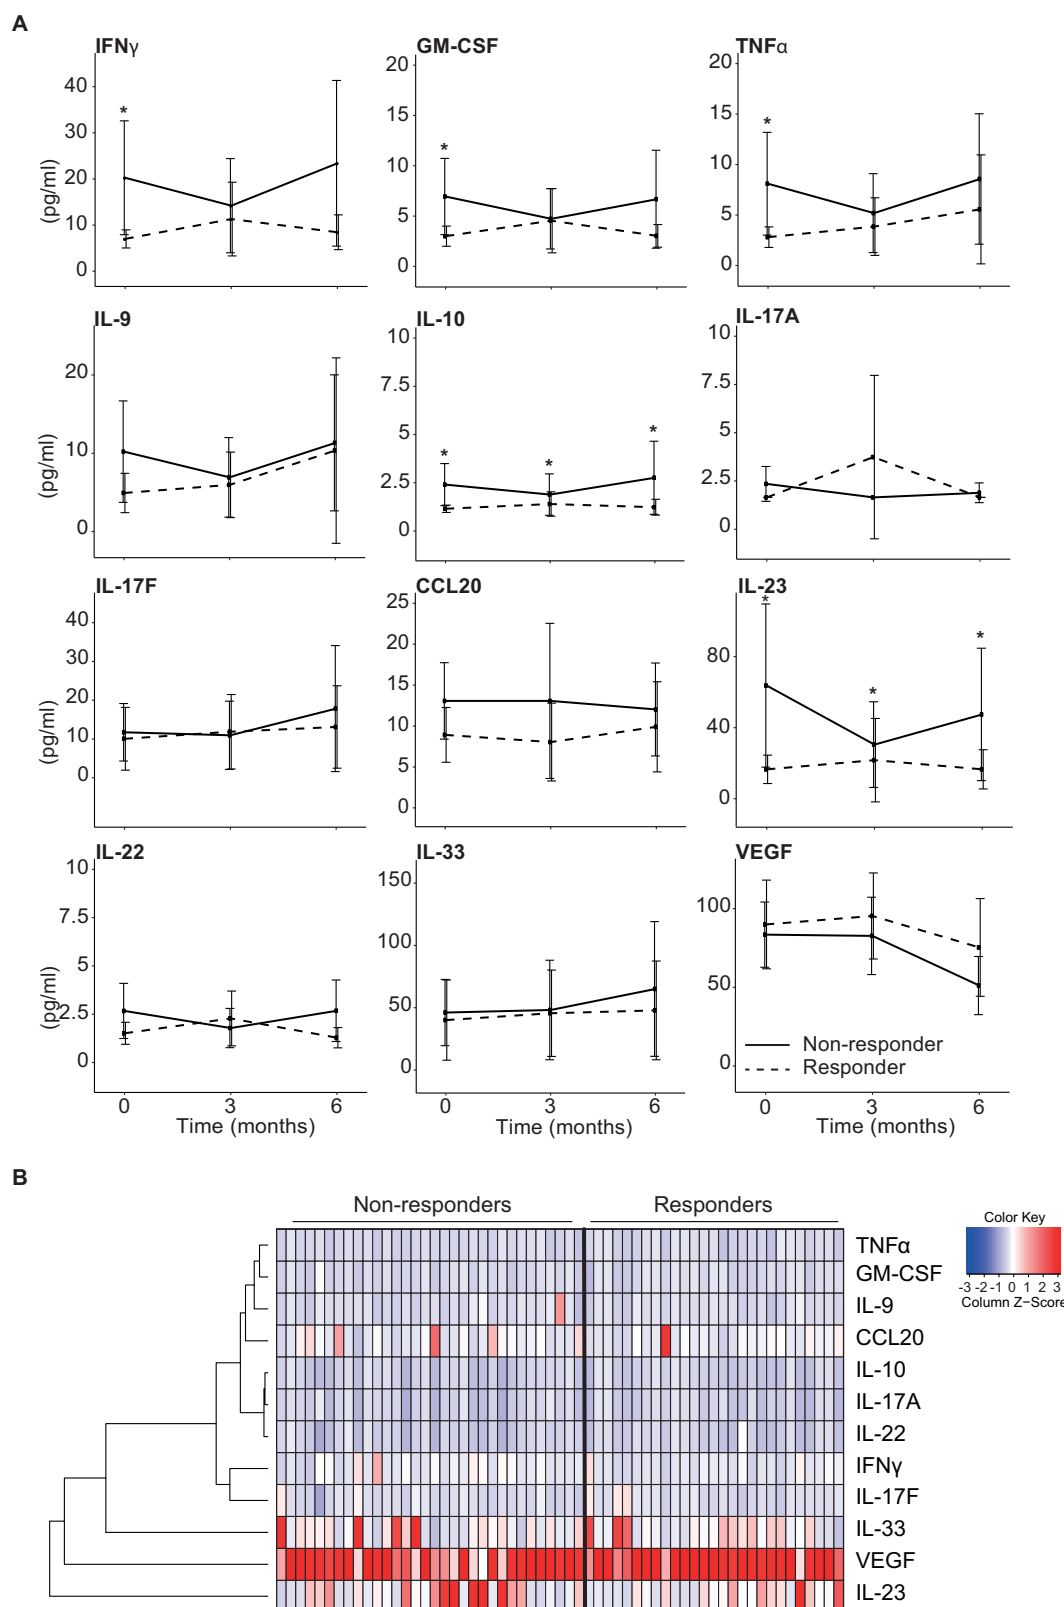 A
IFNγ
GM-CSF
TNFα
(pg/ml)
40
30
20
10
0
*
20
15
10
5
0
*
20
15
10
5
0
*
IL-9
IL-10
IL-17A
(pg/ml)
20
10
0
10
7.5
5
2.5
0
* * *
10
7.5
5
2.5
0
IL-17F
CCL20
IL-23
(pg/ml)
40
30
20
10
0
25
20
15
10
5
0
80
40
0
* * *
IL-22
IL-33
VEGF
(pg/ml)
10
7.5
5
2.5
0
150
100
50
0
100
50
0
Non-responder
Responder
0 3 6
0 3 6
0 3 6
Time (months)
Time (months)
Time (months)
B
Non-responders
Responders
Color Key
-3 -2 -1 0 1 2 3
Column Z-Score
TNFα
GM-CSF
IL-9
CCL20
IL-10
IL-17A
IL-22
IFNγ
IL-17F
IL-33
VEGF
IL-23